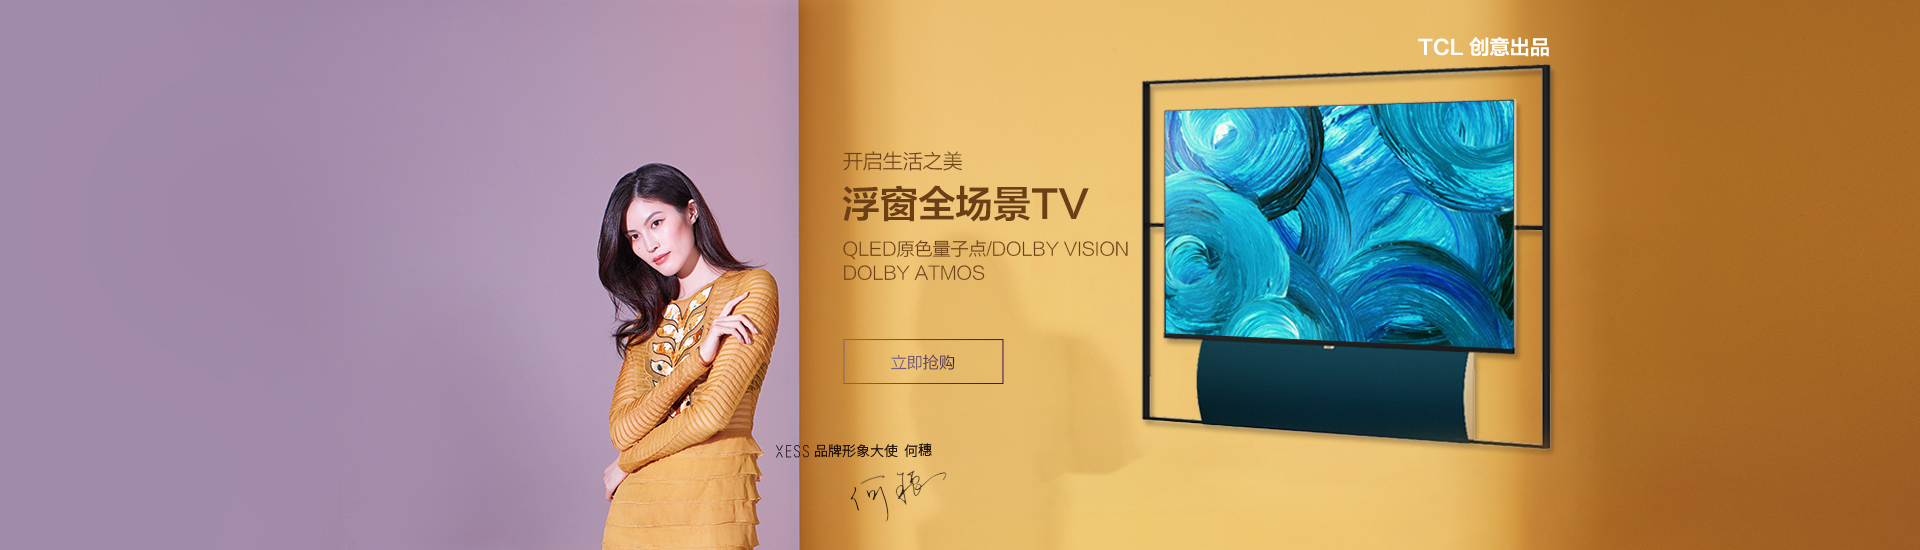 TCL 创意出品
开启生活之美
浮窗全场景TV
QLED原色量子点/DOLBY VISION
DOLBY ATMOS
立即抢购
XESS 品牌形象大使 何穗
何穗